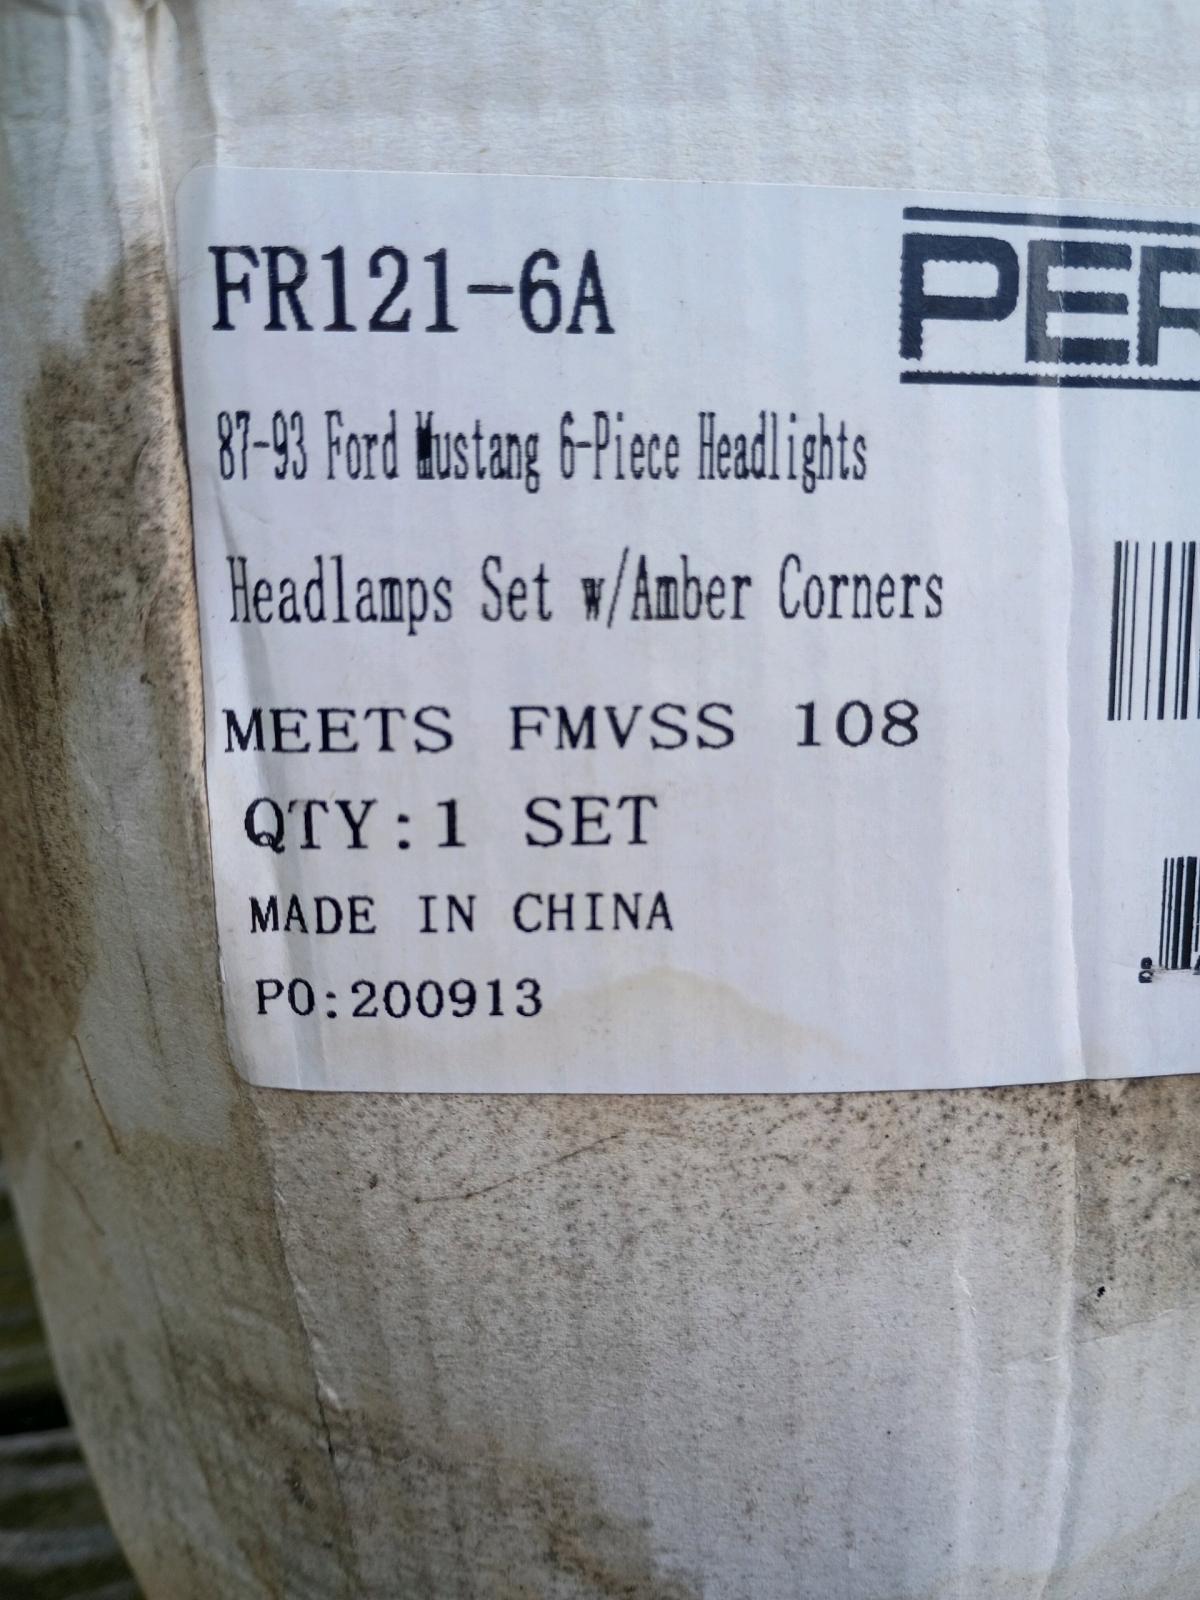 FR121-6A
PER
87-93 Ford Mustang 6-Piece Headlights
Headlamps Set w/Amber Corners
MEETS FMVSS 108
QTY:1 SET
MADE IN CHINA
PO:200913